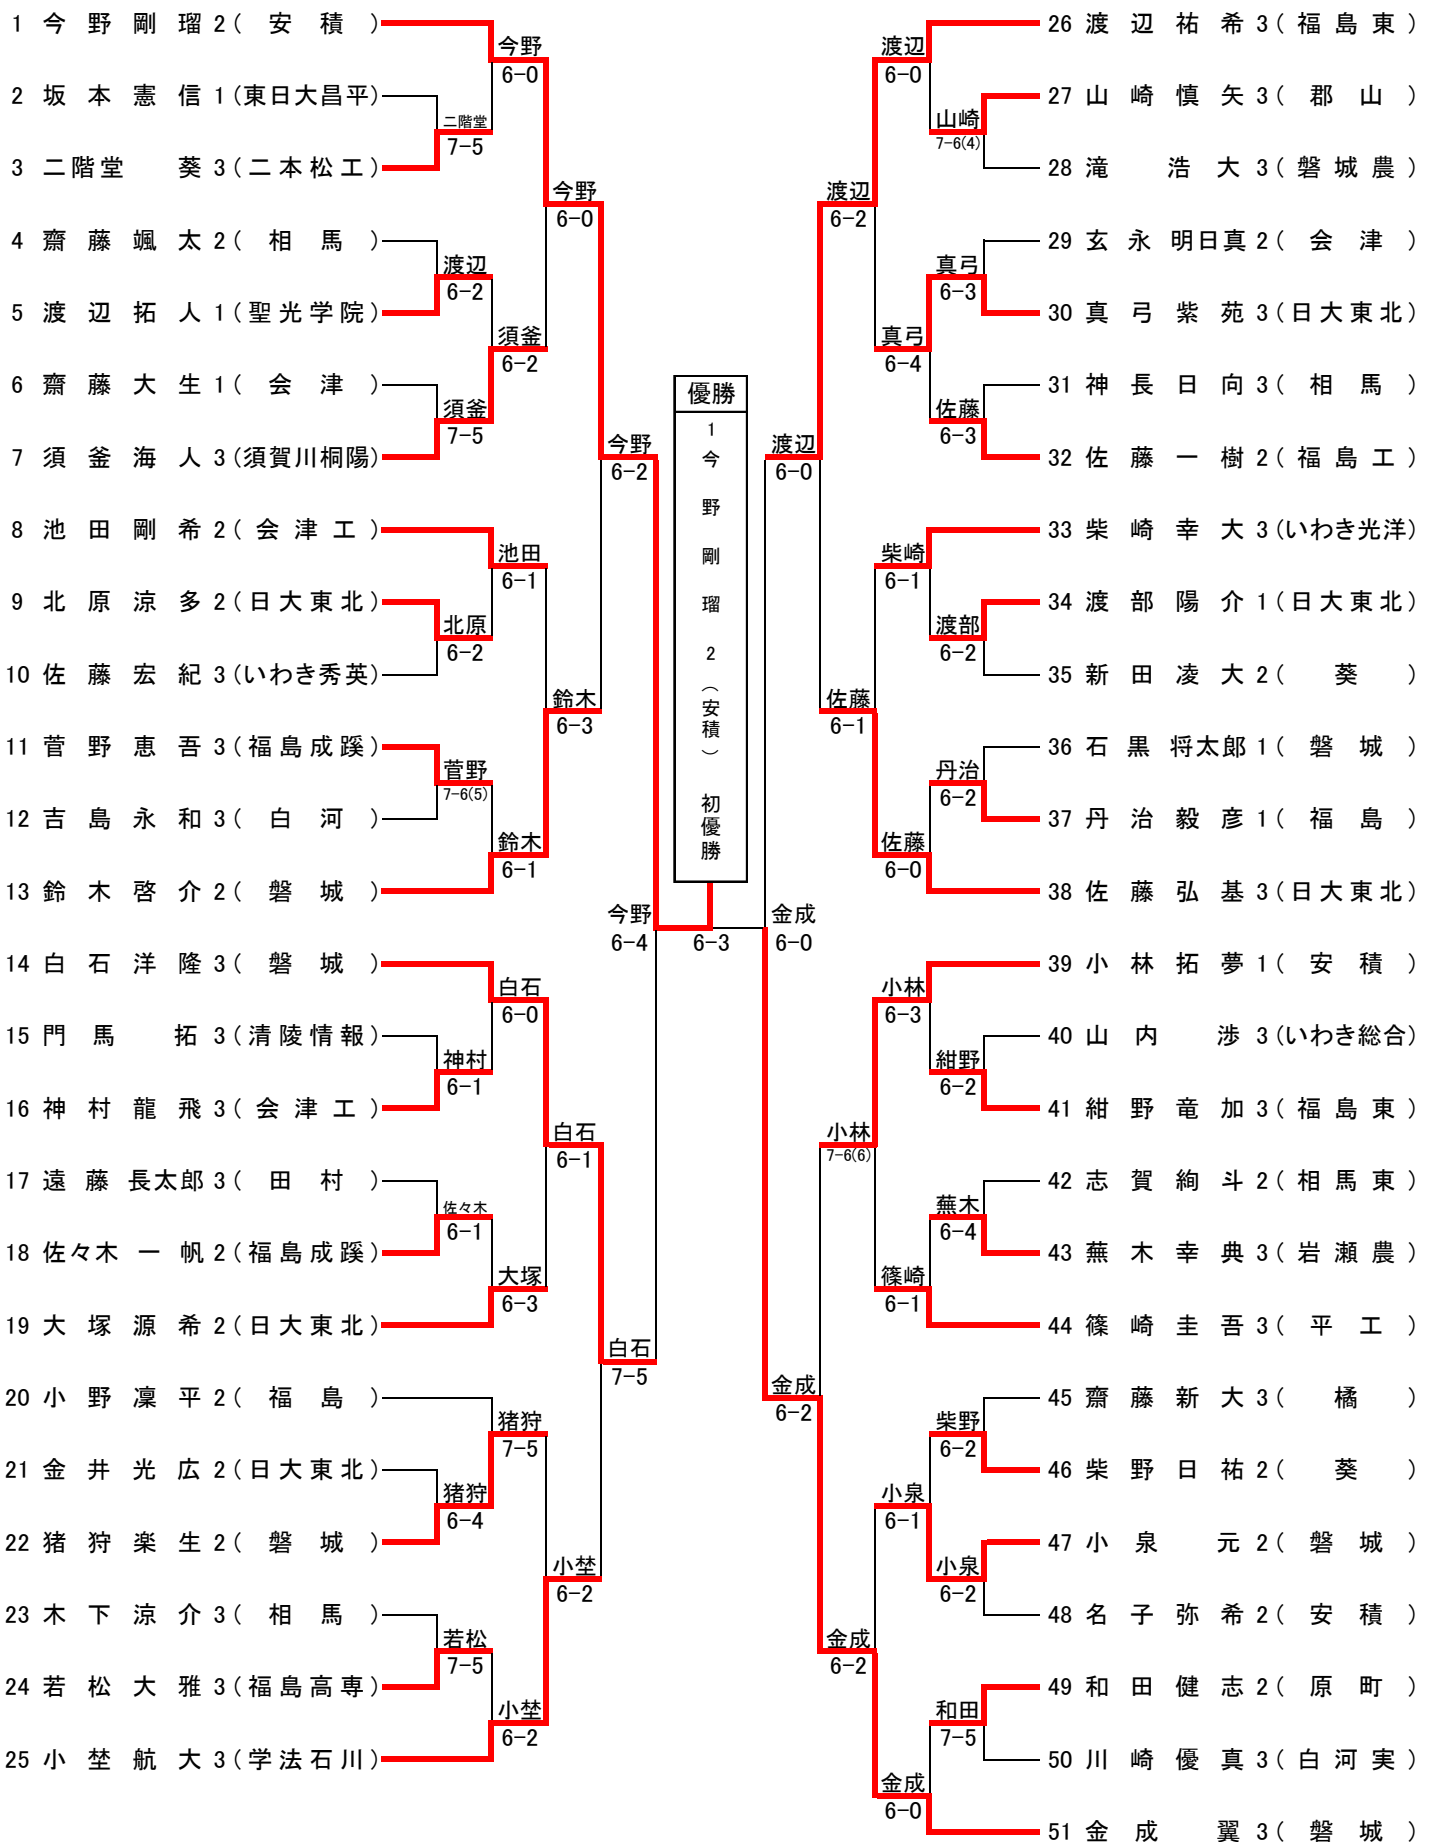 1 今野剛瑠 2 (安積)
2 坂本憲信 1 (東日大昌平)
3 二階堂 葵 3 (二本松工)
4 齋藤颯太 2 (相馬)
5 渡辺拓人 1 (聖光学院)
6 齋藤大生 1 (会津)
7 須釜海人 3 (須賀川桐陽)
8 池田剛希 2 (会津工)
9 北原涼多 2 (日大東北)
10 佐藤宏紀 3 (いわき秀英)
11 菅野恵吾 3 (福島成蹊)
12 吉島永和 3 (白河)
13 鈴木啓介 2 (磐城)
14 白石洋隆 3 (磐城)
15 門馬 拓 3 (清陵情報)
16 神村龍飛 3 (会津工)
17 遠藤長太郎 3 (田村)
18 佐々木一帆 2 (福島成蹊)
19 大塚源希 2 (日大東北)
20 小野凜平 2 (福島)
21 金井光広 2 (日大東北)
22 猪狩楽生 2 (磐城)
23 木下涼介 3 (相馬)
24 若松大雅 3 (福島高専)
25 小埜航大 3 (学法石川)
二階堂
7-5
渡辺
6-2
須釜
7-5
北原
6-2
菅野
7-6(5)
神村
6-1
佐々木
6-1
猪狩
6-4
若松
7-5
今野
6-0
須釜
6-2
池田
6-1
鈴木
6-1
白石
6-0
大塚
6-3
猪狩
7-5
小埜
6-2
今野
6-0
鈴木
6-3
白石
6-1
小埜
6-2
今野
6-2
白石
7-5
今野
6-4
優勝
1 今野剛瑠 2 (安積) 初優勝
6-3
金成
6-0
渡辺
6-0
金成
6-2
渡辺
6-2
佐藤
6-1
小林
7-6(6)
金成
6-2
渡辺
6-0
真弓
6-4
柴崎
6-1
佐藤
6-0
小林
6-3
篠崎
6-1
小泉
6-1
金成
6-0
山崎
7-6(4)
真弓
6-3
佐藤
6-3
渡部
6-2
丹治
6-2
紺野
6-2
蕪木
6-4
柴野
6-2
小泉
6-2
和田
7-5
26 渡辺祐希 3 (福島東)
27 山崎慎矢 3 (郡山)
28 滝 浩大 3 (磐城農)
29 玄永明日真 2 (会津)
30 真弓紫苑 3 (日大東北)
31 神長日向 3 (相馬)
32 佐藤一樹 2 (福島工)
33 柴崎幸大 3 (いわき光洋)
34 渡部陽介 1 (日大東北)
35 新田凌大 2 (葵)
36 石黒将太郎 1 (磐城)
37 丹治毅彦 1 (福島)
38 佐藤弘基 3 (日大東北)
39 小林拓夢 1 (安積)
40 山内 渉 3 (いわき総合)
41 紺野竜加 3 (福島東)
42 志賀絢斗 2 (相馬東)
43 蕪木幸典 3 (岩瀬農)
44 篠崎圭吾 3 (平工)
45 齋藤新大 3 (橘)
46 柴野日祐 2 (葵)
47 小泉 元 2 (磐城)
48 名子弥希 2 (安積)
49 和田健志 2 (原町)
50 川崎優真 3 (白河実)
51 金成 翼 3 (磐城)